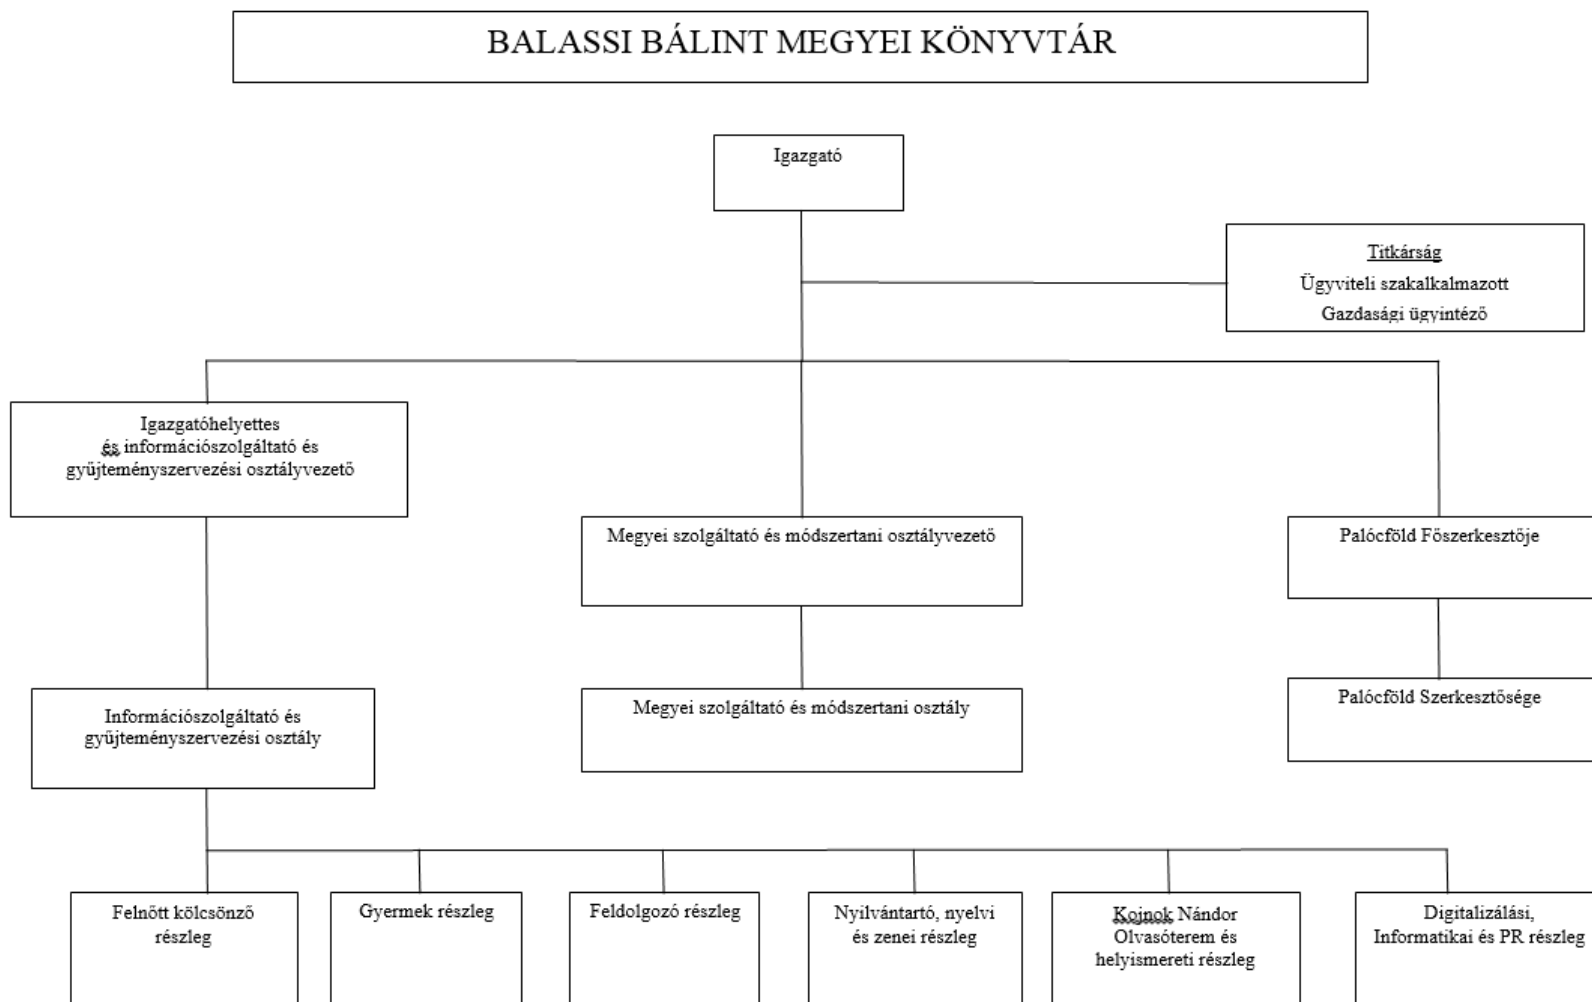 BALASSI BÁLINT MEGYEI KÖNYVTÁR
Igazgató
Titkárság
Ügyviteli szakalkalmazott
Gazdasági ügyintéző
Igazgatóhelyettes
és információszolgáltató és
gyűjteményszervezési osztályvezető
Megyei szolgáltató és módszertani osztályvezető
Palócföld Főszerkesztője
Információszolgáltató és
gyűjteményszervezési osztály
Megyei szolgáltató és módszertani osztály
Palócföld Szerkesztősége
Felnőtt kölcsönző
részleg
Gyermek részleg
Feldolgozó részleg
Nyilvántartó, nyelvi
és zenei részleg
Kojnok Nándor
Olvasóterem és
helyismereti részleg
Digitalizálási,
Informatikai és PR részleg